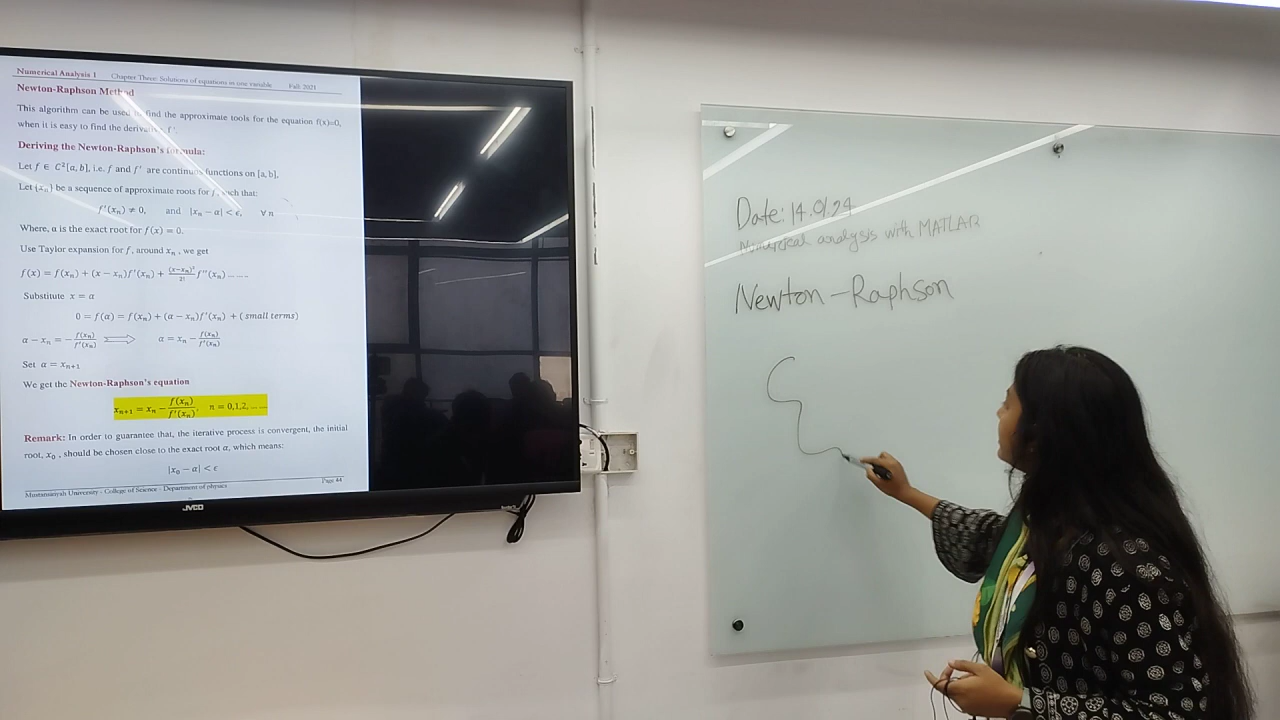 Numerical Analysis I Chapter Three: Solutions of equations in one variable Fall: 2021
Newton-Raphson Method
This algorithm can be used to find the approximate tools for the equation f(x)=0,
when it is easy to find the derivative f′.
Deriving the Newton-Raphson's formula:
Let f ∈ C²[a, b], i.e. f and f′ are continuous functions on [a, b],
Let {xₙ} be a sequence of approximate roots for f, such that:
f′(xₙ) ≠ 0, and |xₙ − α| < ϵ, ∀ n
Where, α is the exact root for f(x) = 0.
Use Taylor expansion for f, around xₙ, we get
f(x) = f(xₙ) + (x − xₙ)f′(xₙ) + (x−xₙ)²/2! f″(xₙ) … … ..
Substitute x = α
0 = f(α) = f(xₙ) + (α − xₙ)f′(xₙ) + ( small terms)
α − xₙ = − f(xₙ)/f′(xₙ) ⟹ α = xₙ − f(xₙ)/f′(xₙ)
Set α = xₙ₊₁
We get the Newton-Raphson's equation
xₙ₊₁ = xₙ − f(xₙ)/f′(xₙ), n = 0,1,2, … …
Remark: In order to guarantee that, the iterative process is convergent, the initial
root, x₀ , should be chosen close to the exact root α, which means:
|x₀ − α| < ϵ
Mustansiriyah University - College of Science - Department of physics Page 44
JVCO
Date: 14.01.24
Numerical analysis with MATLAB
Newton-Raphson